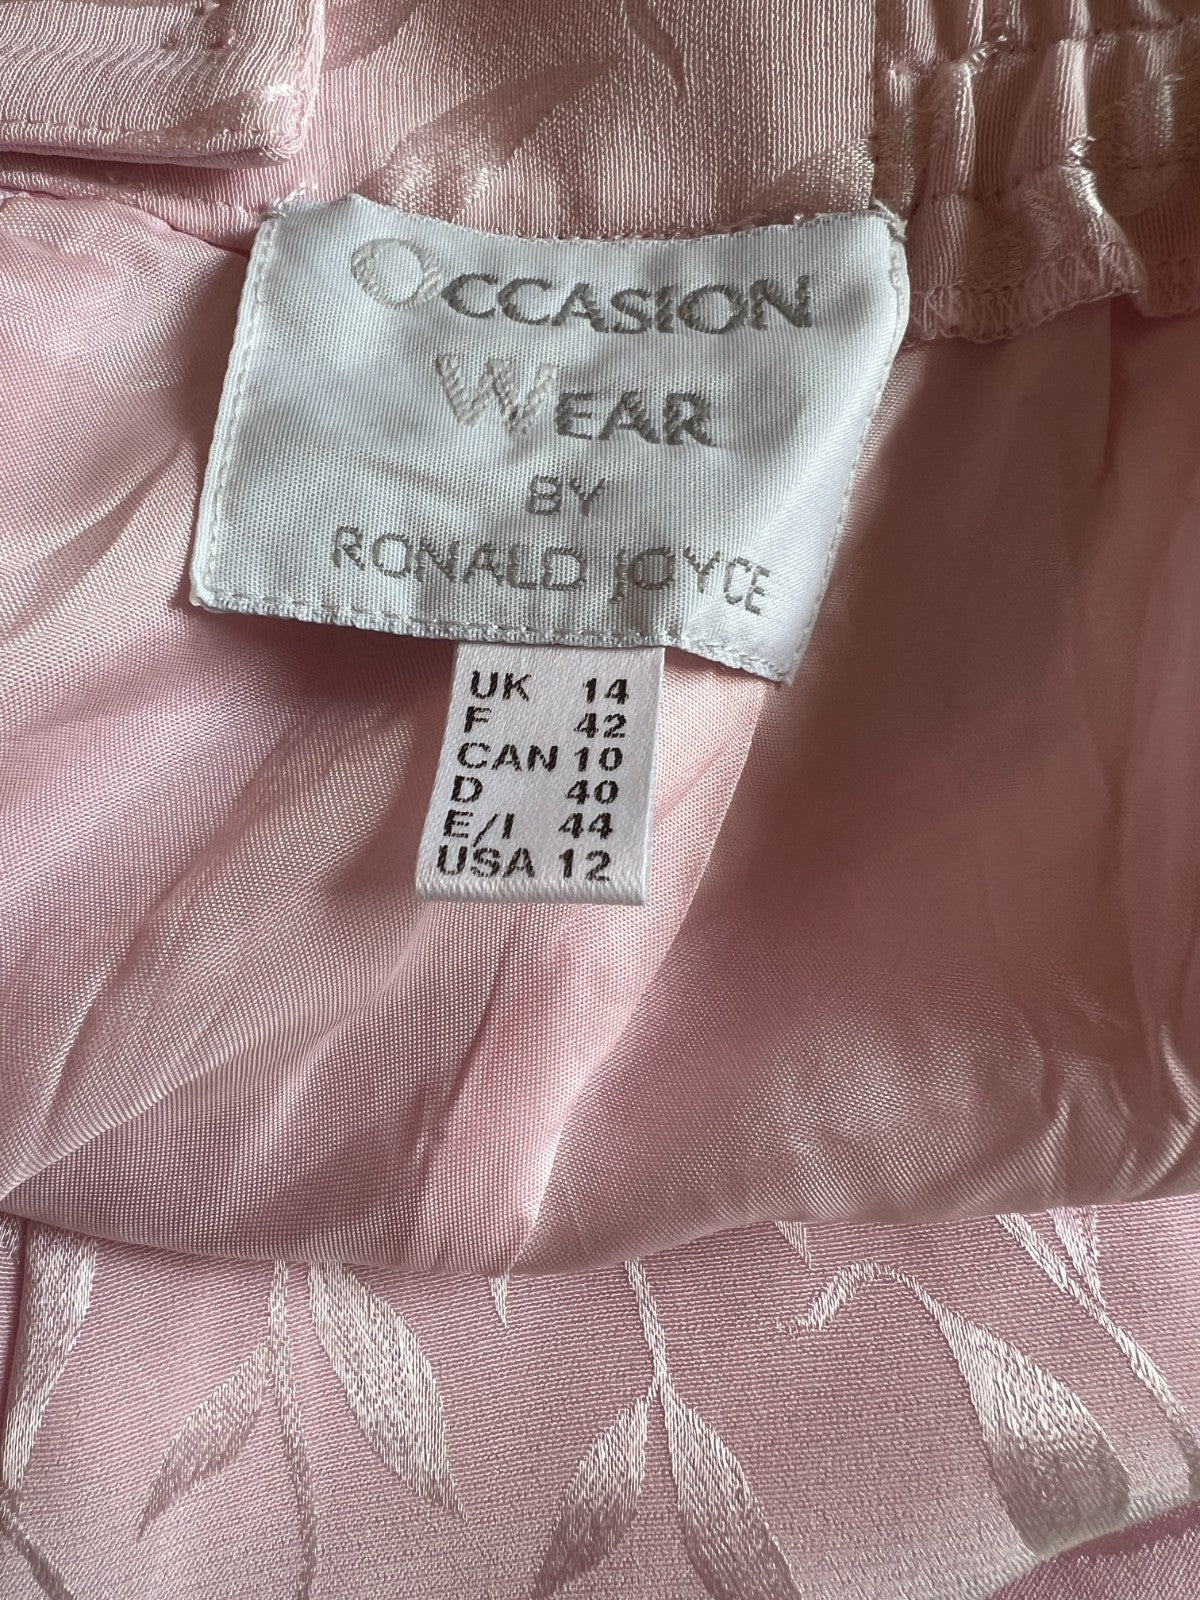 OCCASION
WEAR
BY
RONALD JOYCE
UK 14
F 42
CAN 10
D 40
E/I 44
USA 12